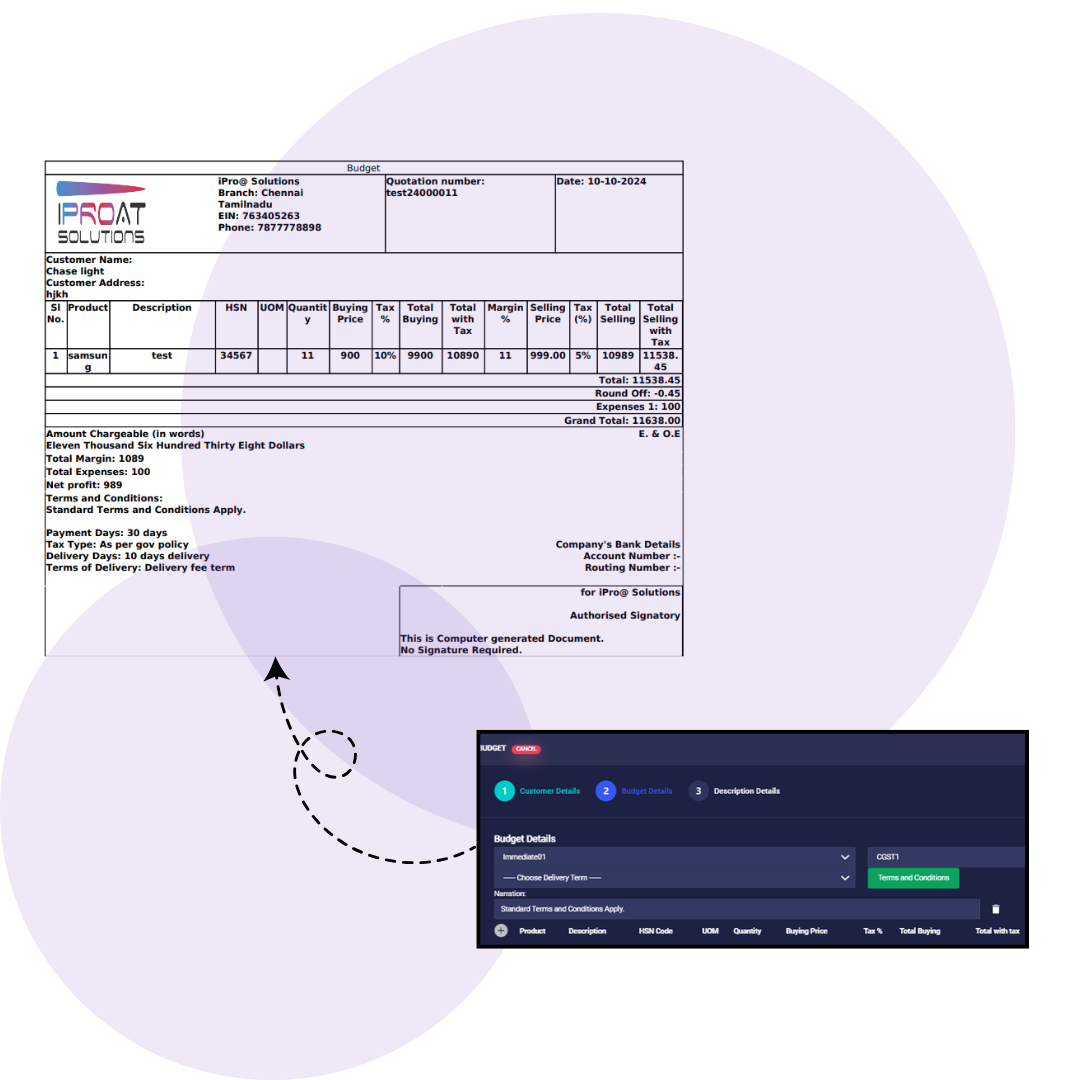 Budget
IPROAT
SOLUTIONS
iPro@ Solutions
Branch: Chennai
Tamilnadu
EIN: 763405263
Phone: 7877778898
Quotation number:
test24000011
Date: 10-10-2024
Customer Name:
Chase light
Customer Address:
hjkh
Sl No. Product Description HSN UOM Quantity Buying Price Tax % Total Buying Total with Tax Margin % Selling Price Tax (%) Total Selling Total Selling with Tax
1 samsung test 34567 11 900 10% 9900 10890 11 999.00 5% 10989 11538.45
Total: 11538.45
Round Off: -0.45
Expenses 1: 100
Grand Total: 11638.00
Amount Chargeable (in words) E. & O.E
Eleven Thousand Six Hundred Thirty Eight Dollars
Total Margin: 1089
Total Expenses: 100
Net profit: 989
Terms and Conditions:
Standard Terms and Conditions Apply.
Payment Days: 30 days
Tax Type: As per gov policy Company's Bank Details
Delivery Days: 10 days delivery Account Number :-
Terms of Delivery: Delivery fee term Routing Number :-
for iPro@ Solutions
Authorised Signatory
This is Computer generated Document.
No Signature Required.
UDGET CANCEL
1 Customer Details 2 Budget Details 3 Description Details
Budget Details
Immediate01 CGST1
---- Choose Delivery Term ---- Terms and Conditions
Narration:
Standard Terms and Conditions Apply.
Product Description HSN Code UOM Quantity Buying Price Tax % Total Buying Total with tax